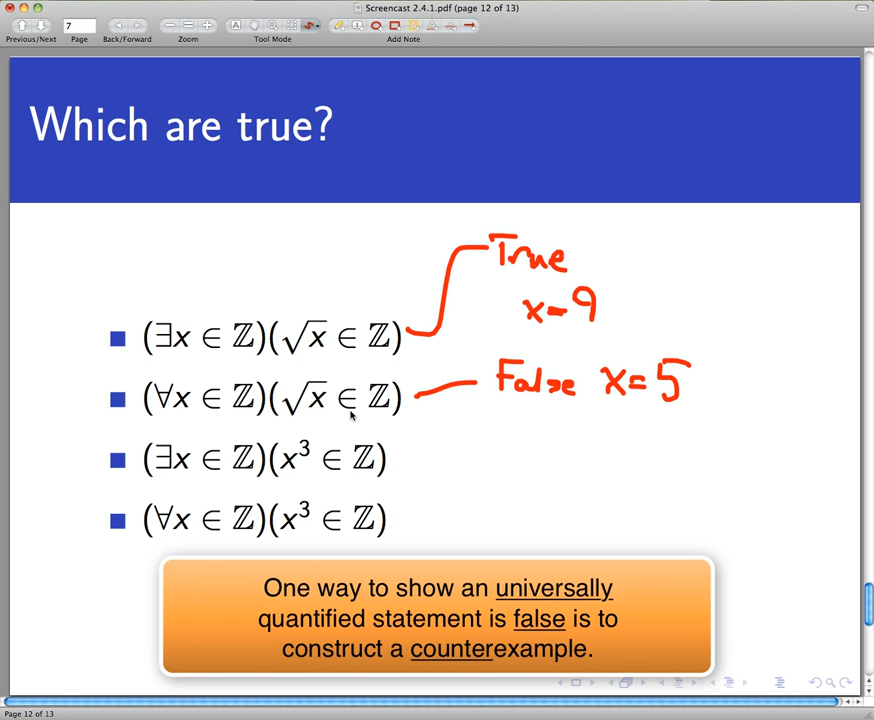 Screencast 2.4.1.pdf (page 12 of 13)
7
Previous/Next Page Back/Forward Zoom Tool Mode Add Note
Which are true?
True
x=9
(∃x ∈ ℤ)(√x ∈ ℤ)
False x=5
(∀x ∈ ℤ)(√x ∈ ℤ)
(∃x ∈ ℤ)(x³ ∈ ℤ)
(∀x ∈ ℤ)(x³ ∈ ℤ)
One way to show an universally
quantified statement is false is to
construct a counterexample.
Page 12 of 13